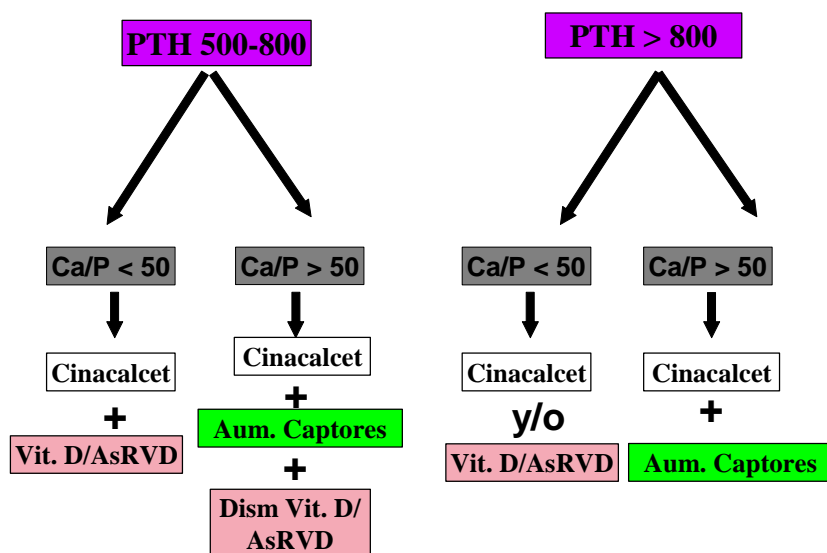 PTH 500-800
PTH > 800
Ca/P < 50
Ca/P > 50
Ca/P < 50
Ca/P > 50
Cinacalcet
+
Vit. D/AsRVD
Cinacalcet
+
Aum. Captores
+
Dism Vit. D/
AsRVD
Cinacalcet
y/o
Vit. D/AsRVD
Cinacalcet
+
Aum. Captores